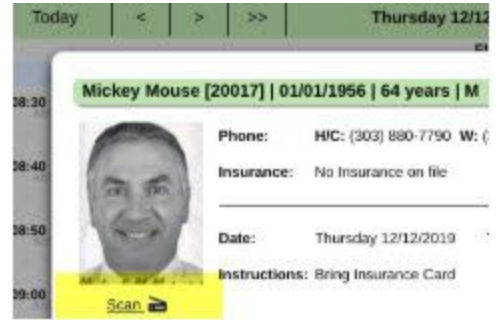 Today < > >> Thursday 12/12
08:30
Mickey Mouse [20017] | 01/01/1956 | 64 years | M
Phone: H/C: (303) 880-7790 W: (
08:40
Insurance: No Insurance on file
08:50
Date: Thursday 12/12/2019
Instructions: Bring Insurance Card
09:00
Scan